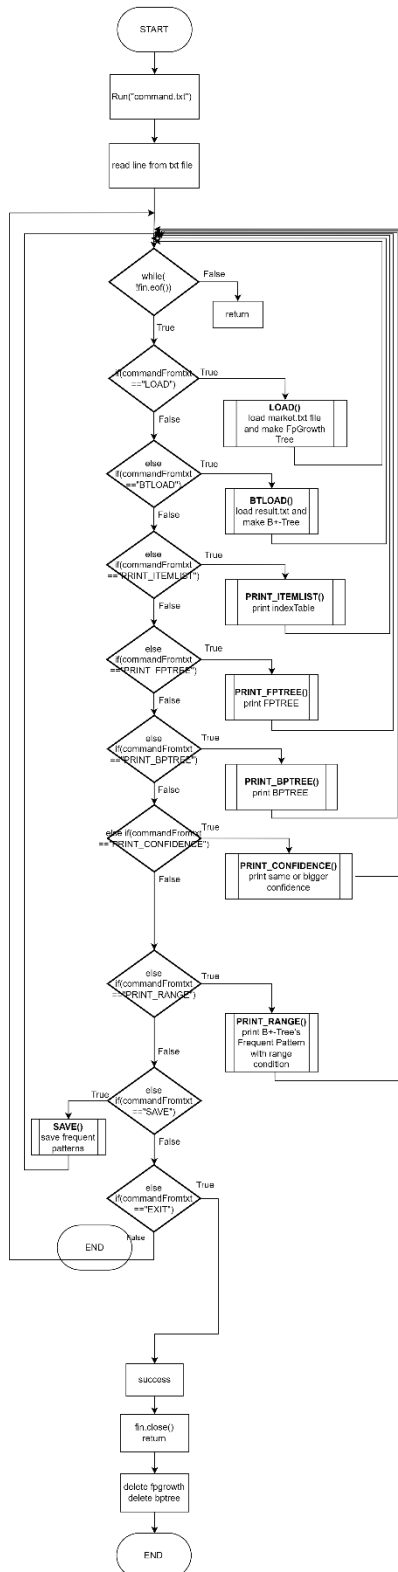 START
Run("command.txt")
read line from txt file
while(
!fin.eof())
False
return
True
if(commandFromtxt
=="LOAD")
True
LOAD()
load market.txt file
and make FpGrowth
Tree
False
else
if(commandFromtxt
=="BTLOAD")
True
BTLOAD()
load result.txt and
make B+-Tree
False
else
if(commandFromtxt
=="PRINT_ITEMLIST")
True
PRINT_ITEMLIST()
print indexTable
False
else
if(commandFromtxt
=="PRINT_FPTREE")
True
PRINT_FPTREE()
print FPTREE
False
else
if(commandFromtxt
=="PRINT_BPTREE")
True
PRINT_BPTREE()
print BPTREE
False
else if(commandFromtxt
=="PRINT_CONFIDENCE")
True
PRINT_CONFIDENCE()
print same or bigger
confidence
False
else
if(commandFromtxt
=="PRINT_RANGE")
True
PRINT_RANGE()
print B+-Tree's
Frequent Pattern
with range
condition
False
else
if(commandFromtxt
=="SAVE")
True
SAVE()
save frequent
patterns
False
else
if(commandFromtxt
=="EXIT")
True
False
END
success
fin.close()
return
delete fpgrowth
delete bptree
END